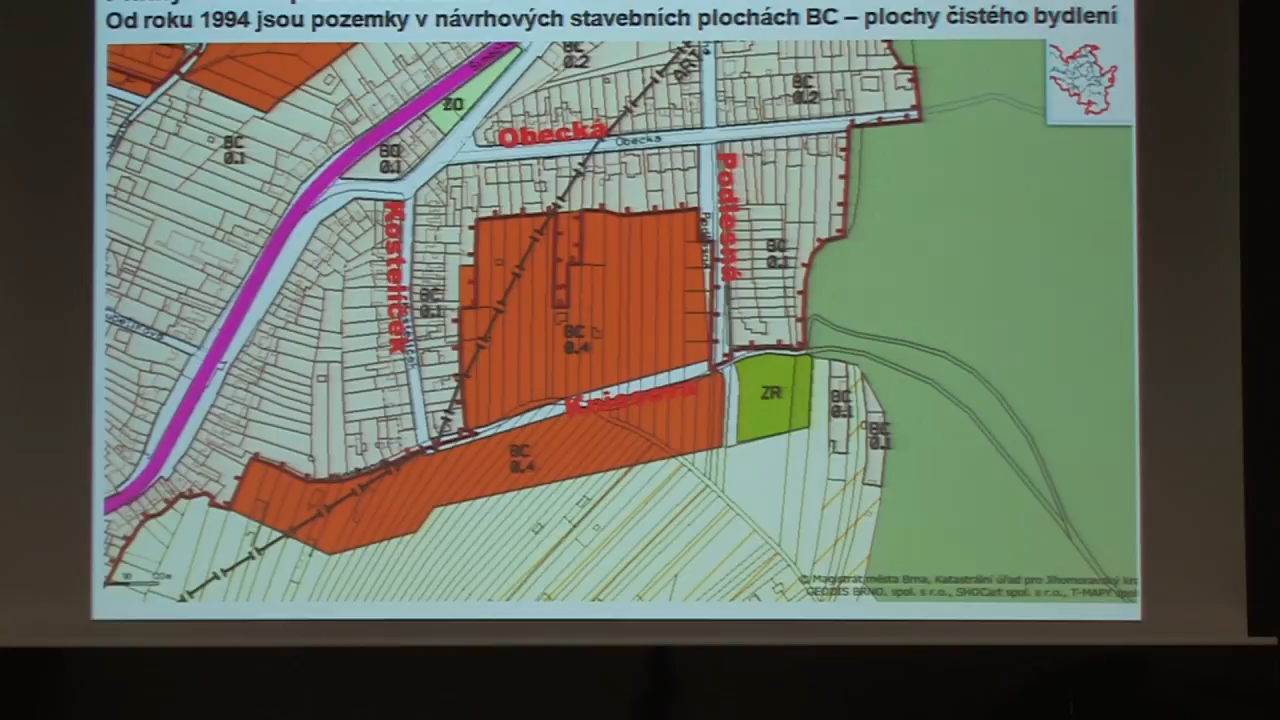 Od roku 1994 jsou pozemky v návrhových stavebních plochách BC – plochy čistého bydlení
BC
0.2
BC
0.2
ZO
Obecká
Obecká
BC
0.1
BO
0.1
Podlesná
Kostelíček
BC
0.1
BC
0.1
BC
0.4
ZR
BC
0.1
BC
0.1
BC
0.4
© Magistrát města Brna, Katastrální úřad pro Jihomoravský
GEODIS BRNO, spol. s r.o., SHOCart spol. s r.o., T-MAPY